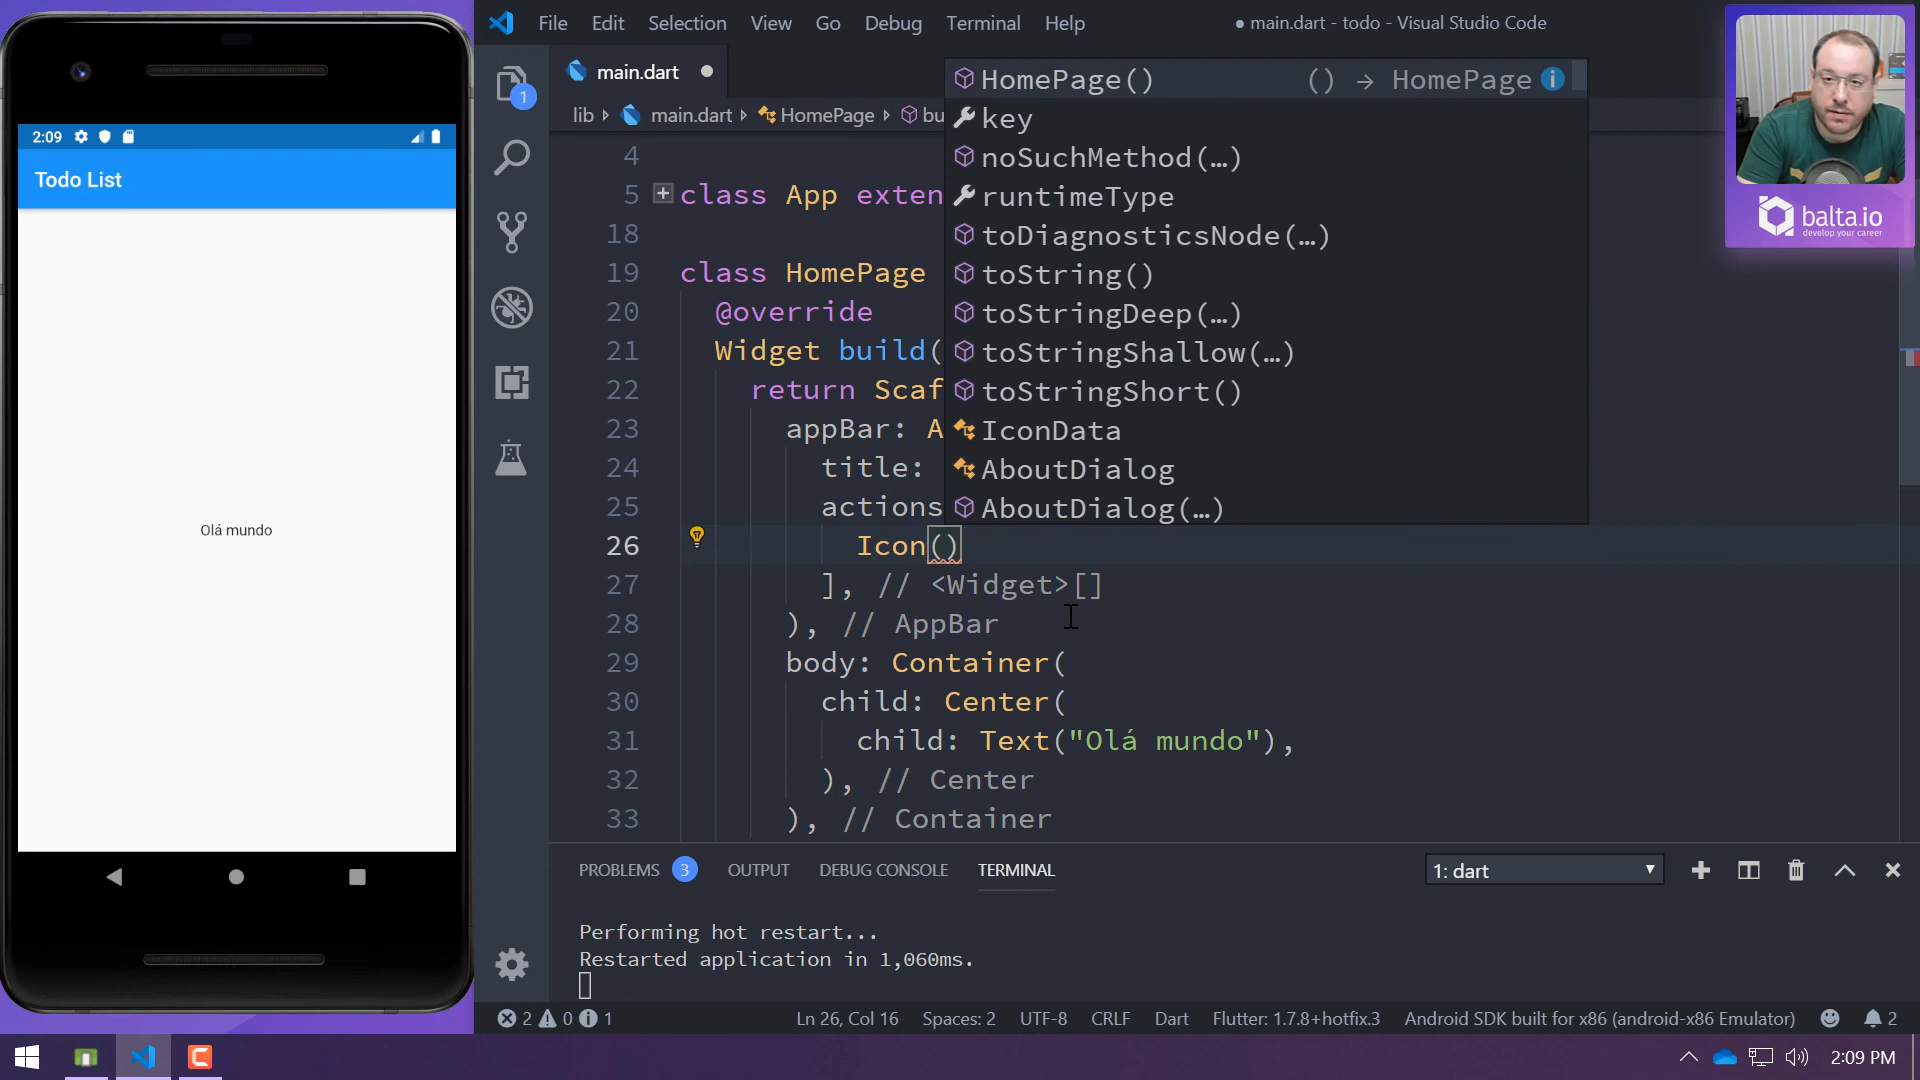 File Edit Selection View Go Debug Terminal Help
● main.dart - todo - Visual Studio Code
main.dart ●
1
lib main.dart HomePage bu
2:09
Todo List
Olá mundo
HomePage() () → HomePage
key
noSuchMethod(…)
runtimeType
toDiagnosticsNode(…)
toString()
toStringDeep(…)
toStringShallow(…)
toStringShort()
IconData
AboutDialog
AboutDialog(…)
4
5 class App exten
18
19 class HomePage
20 @override
21 Widget build(
22 return Scaf
23 appBar: A
24 title:
25 actions
26 Icon()
27 ], // <Widget>[]
28 ), // AppBar
29 body: Container(
30 child: Center(
31 child: Text("Olá mundo"),
32 ), // Center
33 ), // Container
balta.io
develop your career
PROBLEMS 3 OUTPUT DEBUG CONSOLE TERMINAL 1: dart
Performing hot restart...
Restarted application in 1,060ms.
2 0 1 Ln 26, Col 16 Spaces: 2 UTF-8 CRLF Dart Flutter: 1.7.8+hotfix.3 Android SDK built for x86 (android-x86 Emulator) 2
2:09 PM